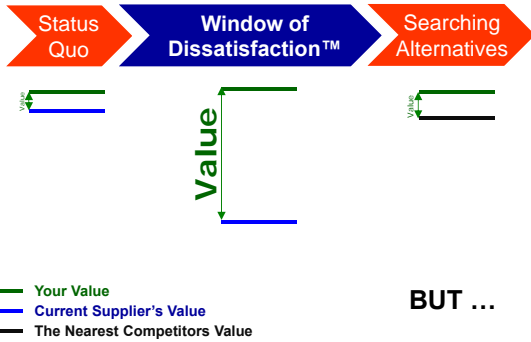 Status
Quo
Window of
Dissatisfaction™
Searching
Alternatives
Value
Value
Value
Your Value
Current Supplier's Value
The Nearest Competitors Value
BUT ...